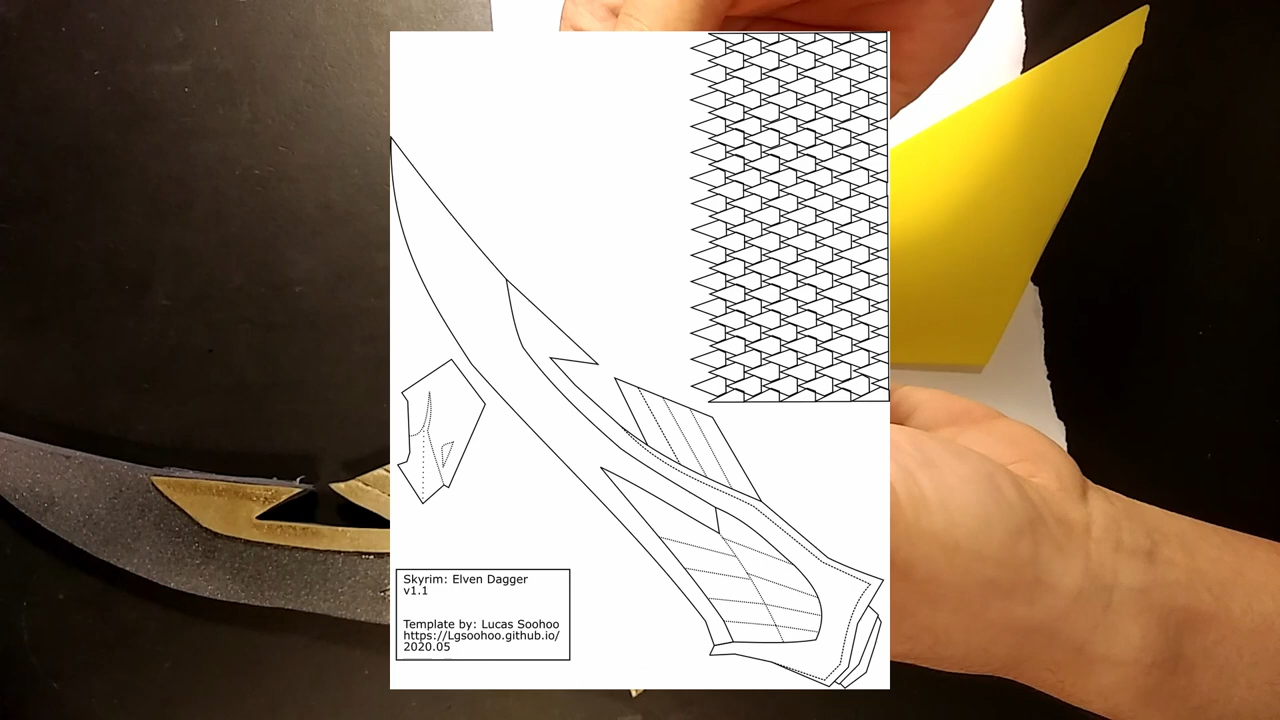 Skyrim: Elven Dagger
v1.1
Template by: Lucas Soohoo
https://Lgsoohoo.github.io/
2020.05